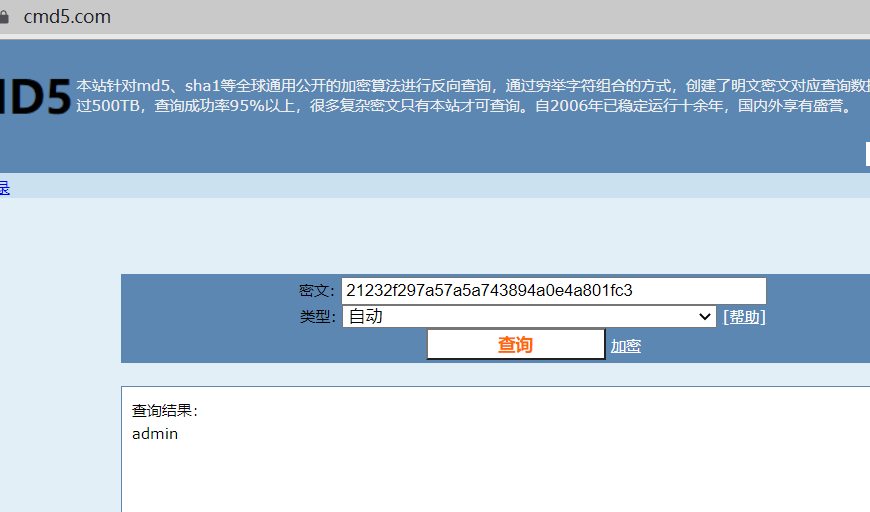 cmd5.com
MD5
本站针对md5、sha1等全球通用公开的加密算法进行反向查询，通过穷举字符组合的方式，创建了明文密文对应查询数据
过500TB，查询成功率95%以上，很多复杂密文只有本站才可查询。自2006年已稳定运行十余年，国内外享有盛誉。
录
密文: 21232f297a57a5a743894a0e4a801fc3
类型: 自动 [帮助]
查询 加密
查询结果:
admin